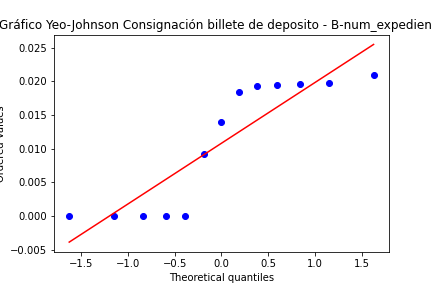 Gráfico Yeo-Johnson Consignación billete de deposito - B-num_expedien
0.025
0.020
0.015
0.010
0.005
0.000
−0.005
values
−1.5 −1.0 −0.5 0.0 0.5 1.0 1.5
Theoretical quantiles